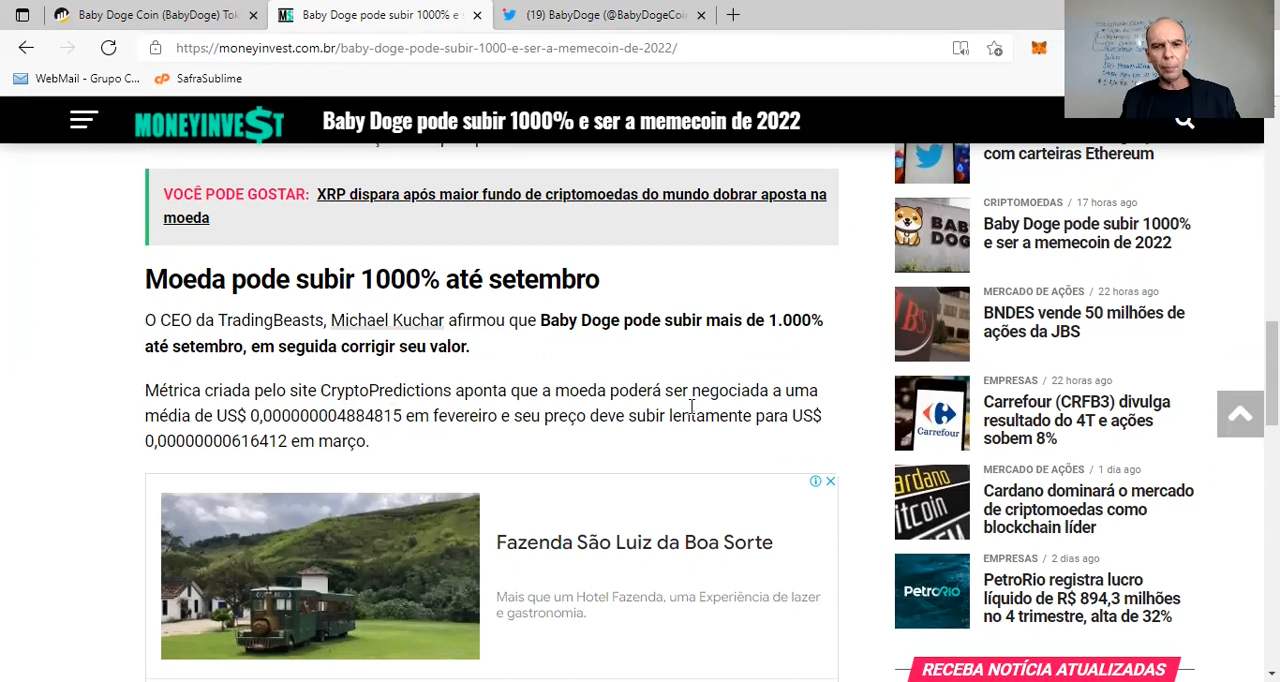 Baby Doge Coin (BabyDoge) Tok
Baby Doge pode subir 1000% e s
(19) BabyDoge (@BabyDogeCoi
https://moneyinvest.com.br/baby-doge-pode-subir-1000-e-ser-a-memecoin-de-2022/
WebMail - Grupo C...
SafraSublime
MONEYINVE$T
Baby Doge pode subir 1000% e ser a memecoin de 2022
VOCÊ PODE GOSTAR: XRP dispara após maior fundo de criptomoedas do mundo dobrar aposta na
moeda
Moeda pode subir 1000% até setembro
O CEO da TradingBeasts, Michael Kuchar afirmou que Baby Doge pode subir mais de 1.000%
até setembro, em seguida corrigir seu valor.
Métrica criada pelo site CryptoPredictions aponta que a moeda poderá ser negociada a uma
média de US$ 0,000000004884815 em fevereiro e seu preço deve subir lentamente para US$
0,00000000616412 em março.
Fazenda São Luiz da Boa Sorte
Mais que um Hotel Fazenda, uma Experiência de lazer
e gastronomia.
com carteiras Ethereum
CRIPTOMOEDAS / 17 horas ago
Baby Doge pode subir 1000%
e ser a memecoin de 2022
BABY
DOG
MERCADO DE AÇÕES / 22 horas ago
BNDES vende 50 milhões de
ações da JBS
JBS
EMPRESAS / 22 horas ago
Carrefour (CRFB3) divulga
resultado do 4T e ações
sobem 8%
Carrefour
MERCADO DE AÇÕES / 1 dia ago
Cardano dominará o mercado
de criptomoedas como
blockchain líder
ardano
itcoin
EMPRESAS / 2 dias ago
PetroRio registra lucro
líquido de R$ 894,3 milhões
no 4 trimestre, alta de 32%
PetroRio
RECEBA NOTÍCIA ATUALIZADAS